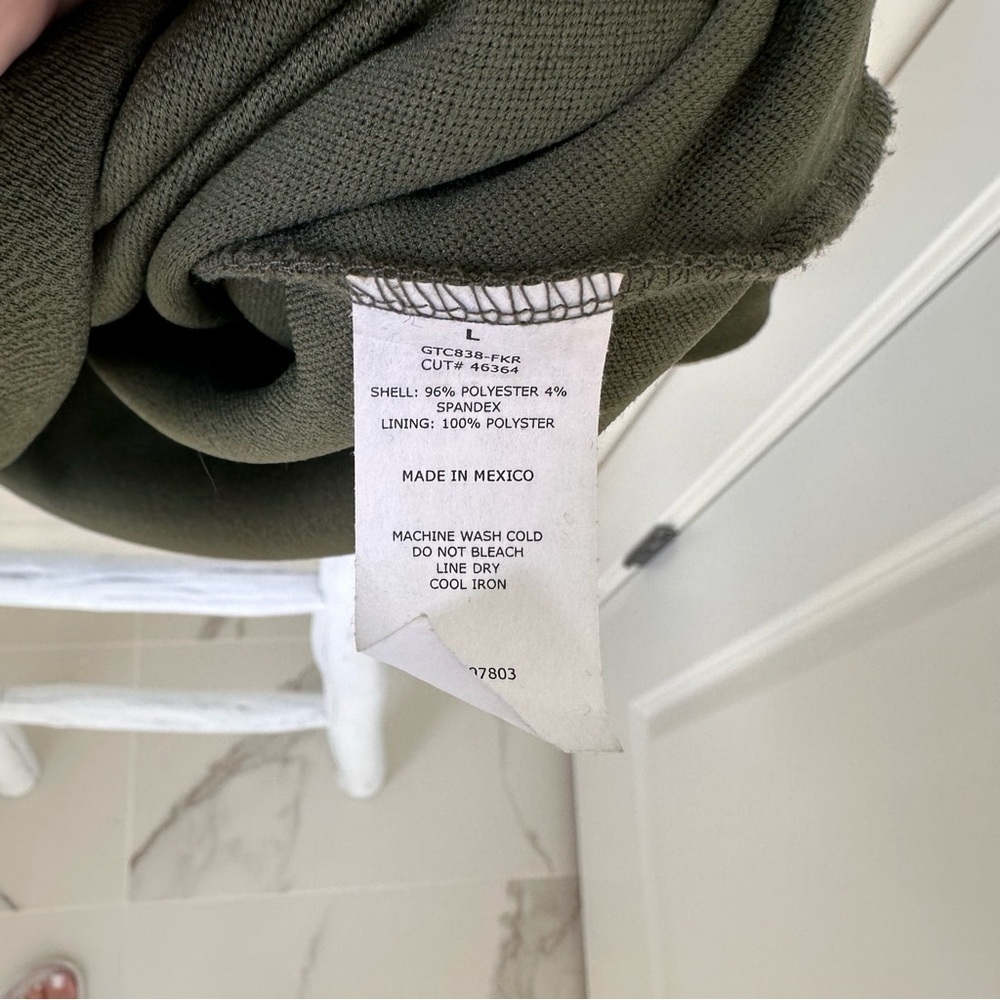 L
GTC838-FKR
CUT# 46364
SHELL: 96% POLYESTER 4%
SPANDEX
LINING: 100% POLYSTER
MADE IN MEXICO
MACHINE WASH COLD
DO NOT BLEACH
LINE DRY
COOL IRON
07803